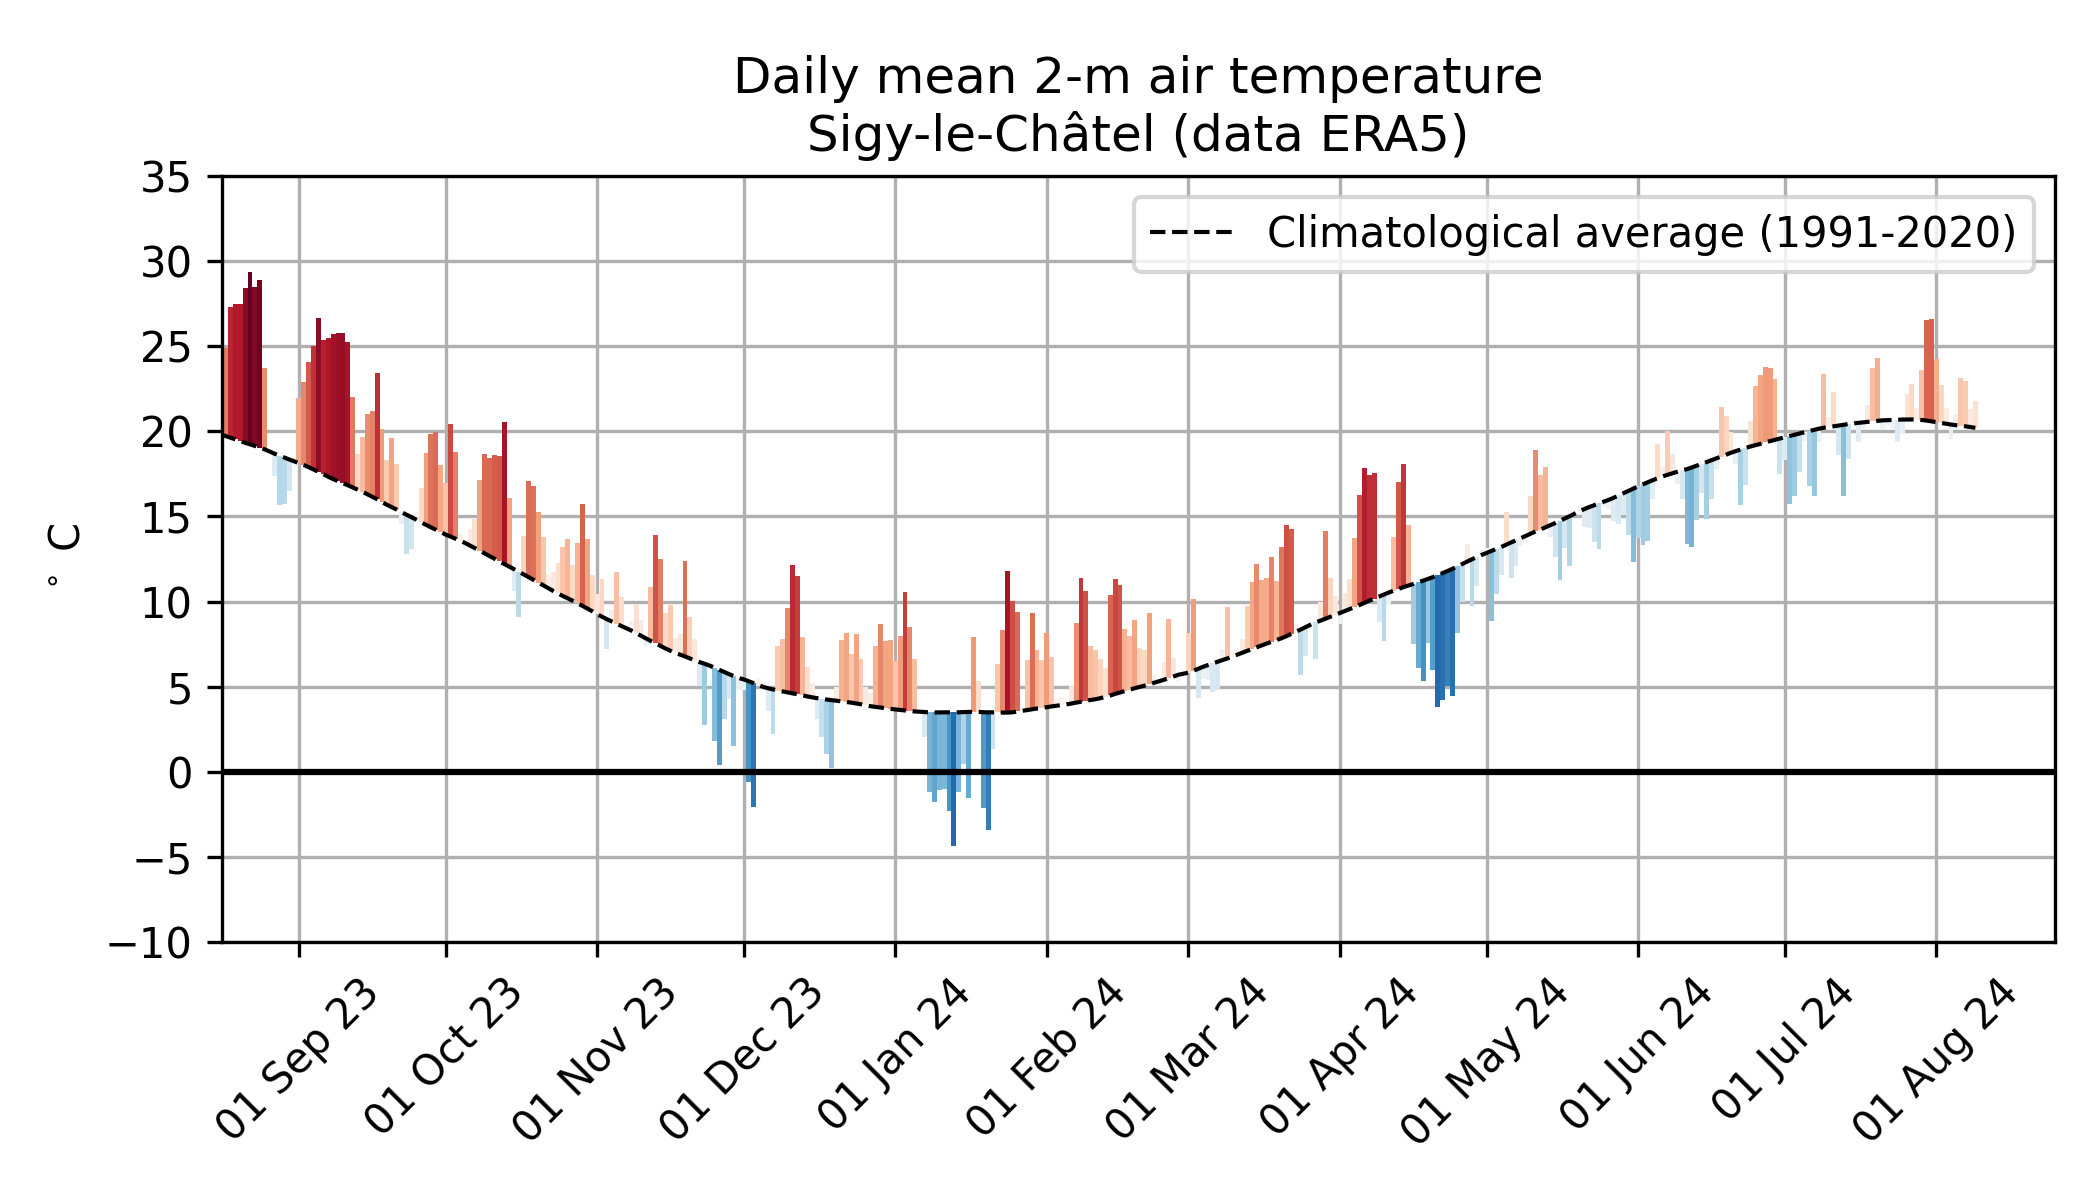 Daily mean 2-m air temperature
Sigy-le-Châtel (data ERA5)
Climatological average (1991-2020)
° C
35
30
25
20
15
10
5
0
−5
−10
01 Sep 23
01 Oct 23
01 Nov 23
01 Dec 23
01 Jan 24
01 Feb 24
01 Mar 24
01 Apr 24
01 May 24
01 Jun 24
01 Jul 24
01 Aug 24